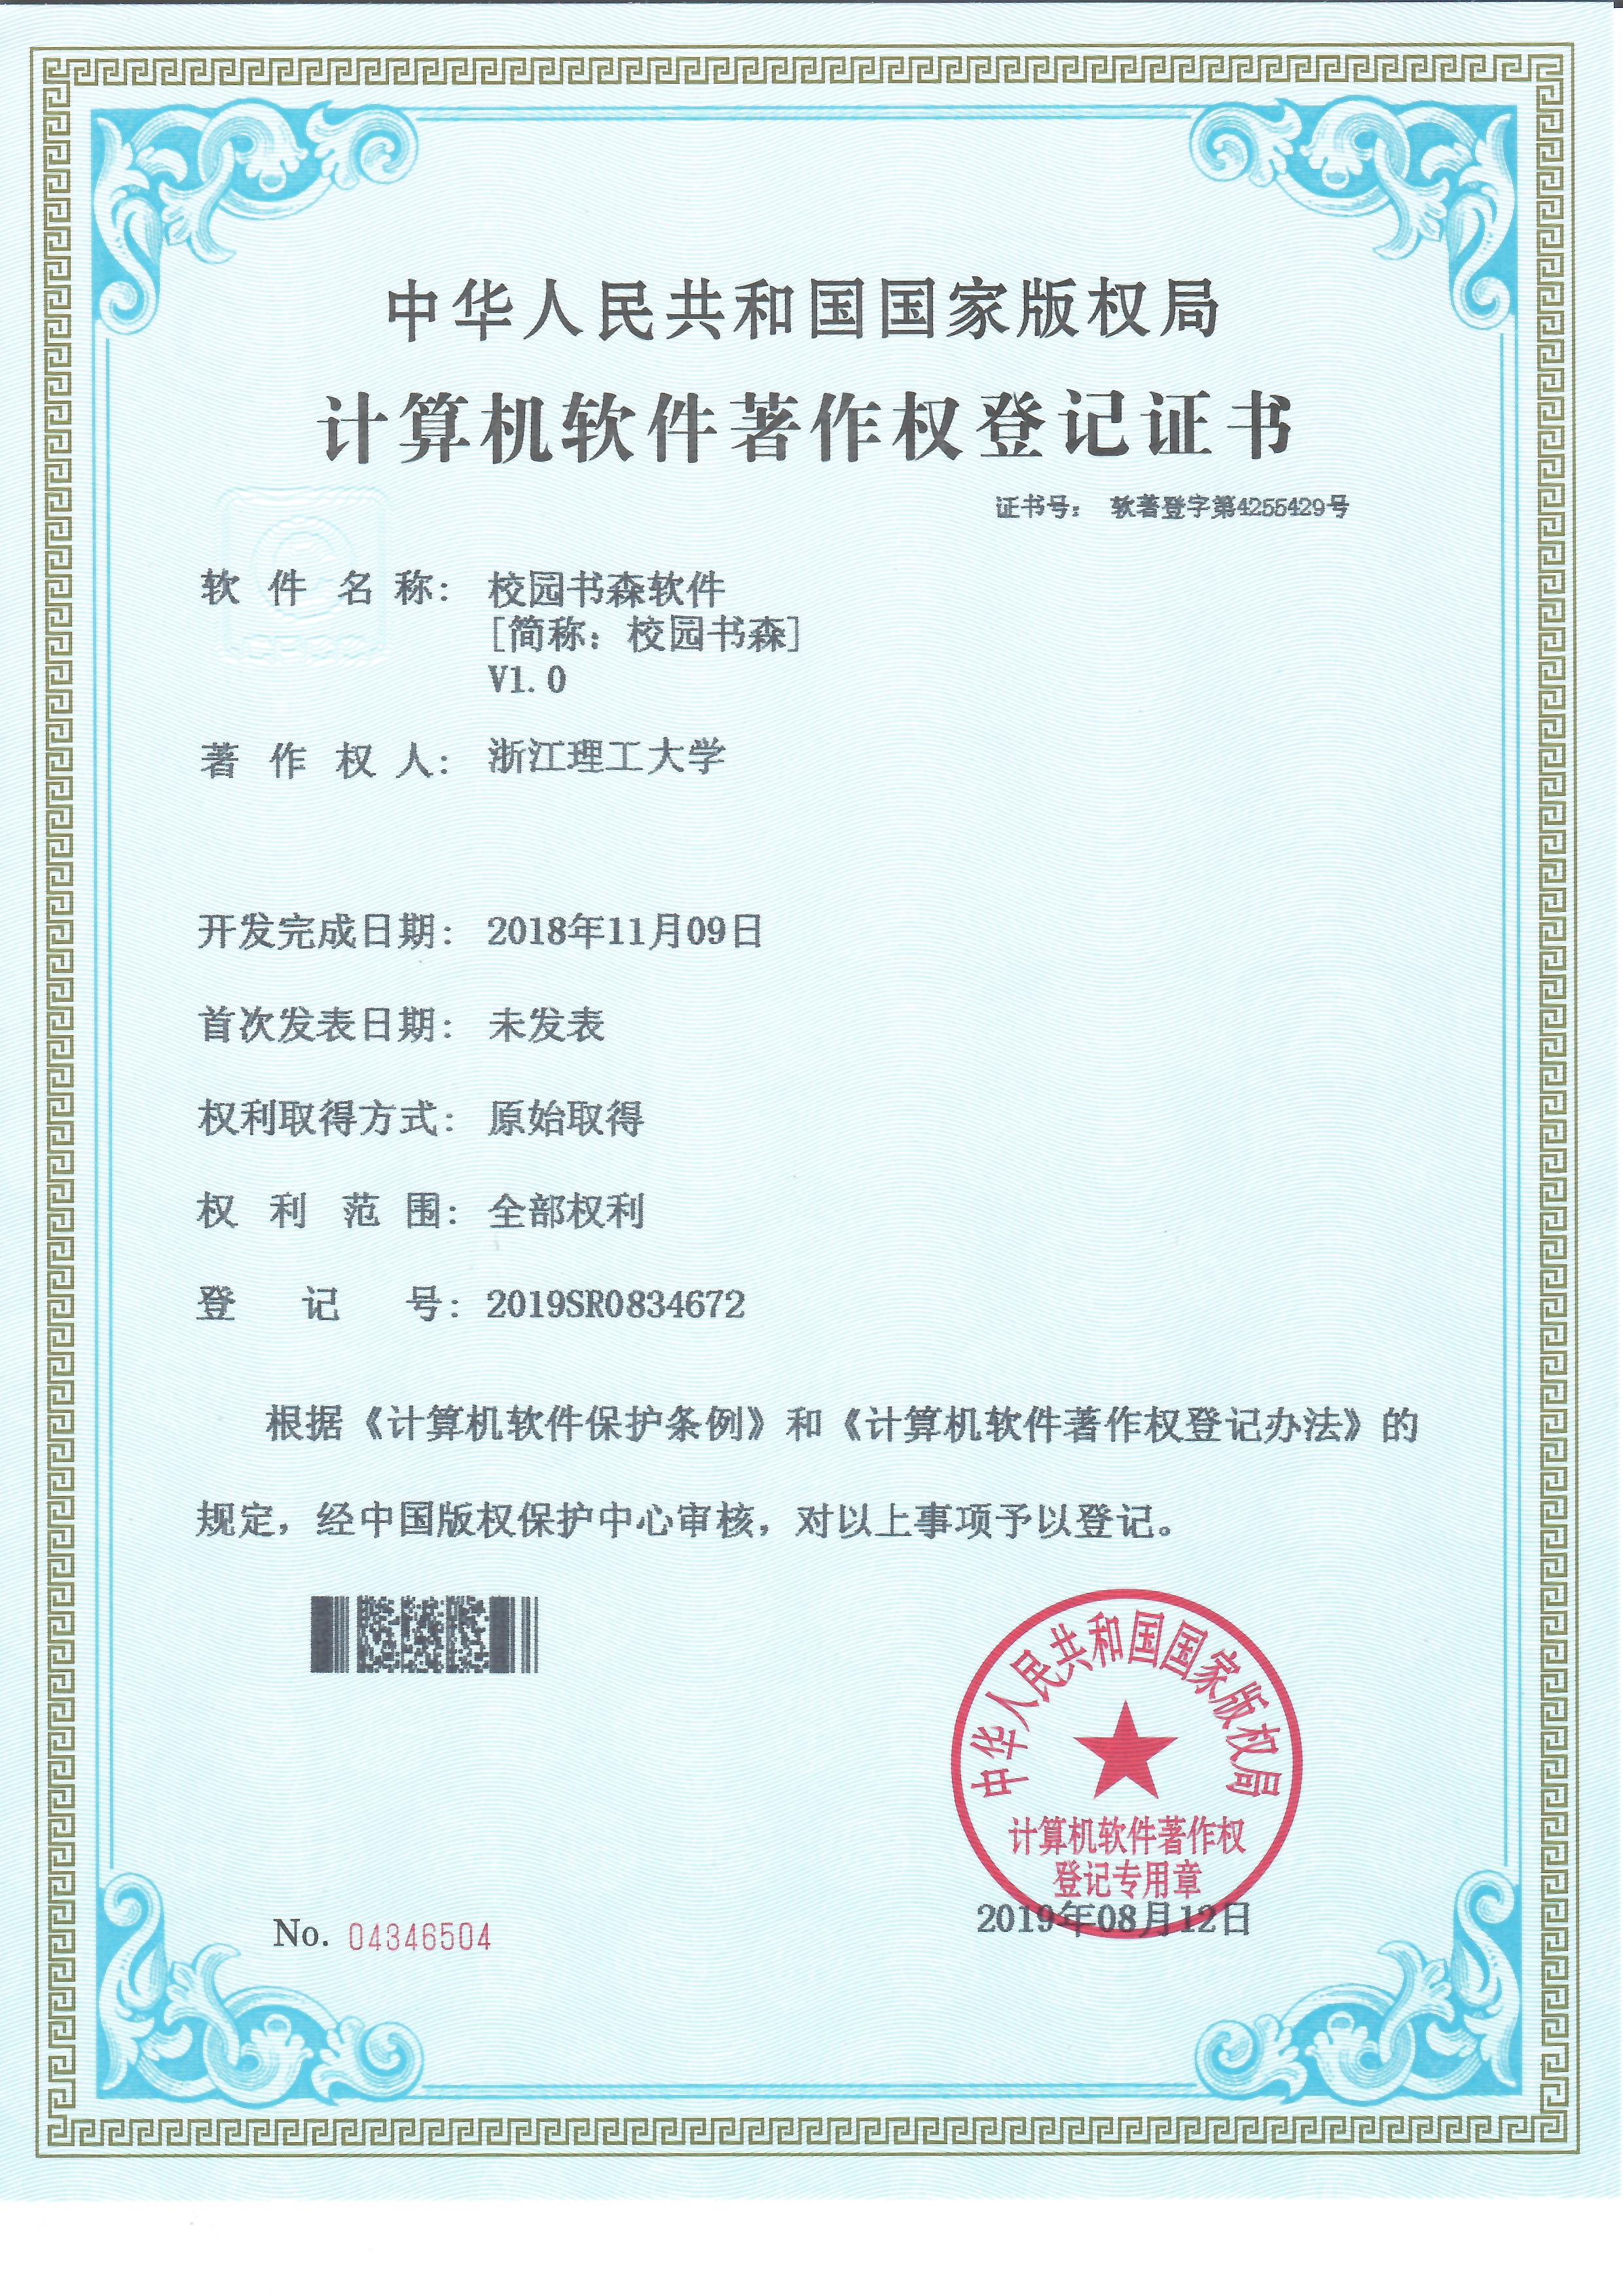 中华人民共和国国家版权局
计算机软件著作权登记证书
证书号： 软著登字第4255429号
软件名称： 校园书森软件
[简称：校园书森]
V1.0
著作权人： 浙江理工大学
开发完成日期： 2018年11月09日
首次发表日期： 未发表
权利取得方式： 原始取得
权利范围： 全部权利
登记号： 2019SR0834672
根据《计算机软件保护条例》和《计算机软件著作权登记办法》的
规定，经中国版权保护中心审核，对以上事项予以登记。
中华人民共和国国家版权局
计算机软件著作权
登记专用章
2019年08月12日
No. 04346504